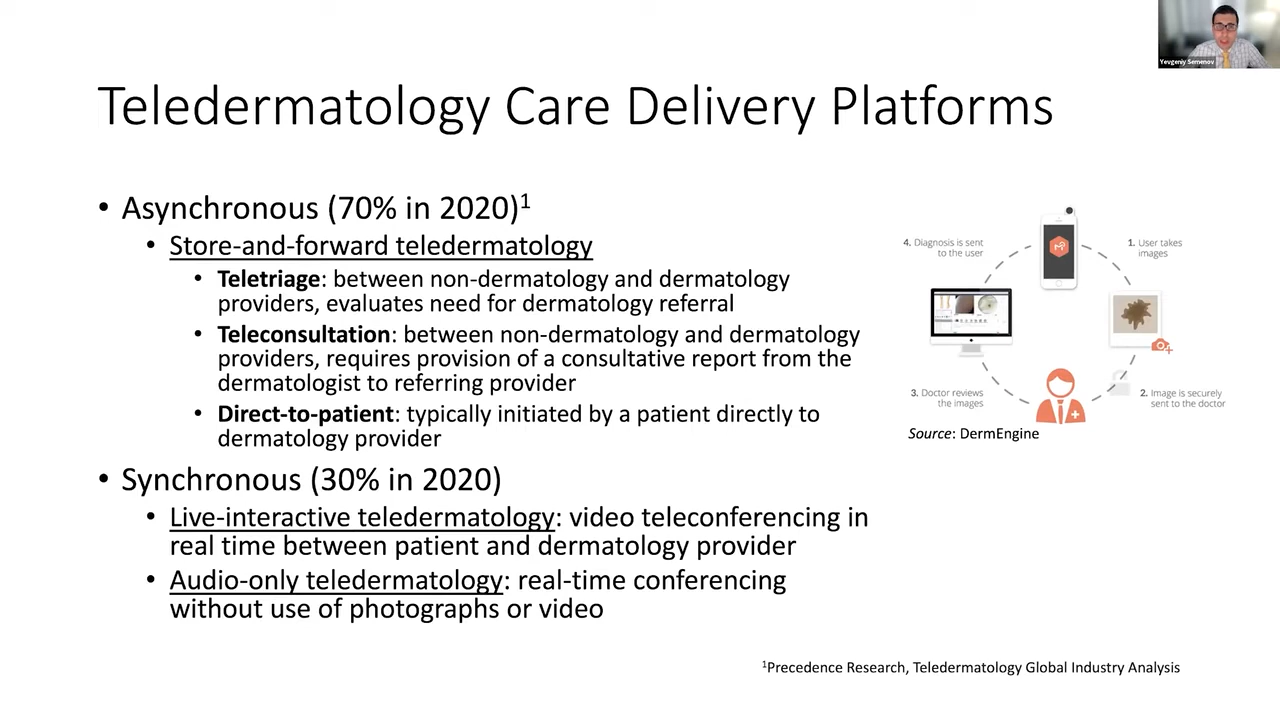 Yevgeniy Semenov
Teledermatology Care Delivery Platforms
• Asynchronous (70% in 2020)1
• Store-and-forward teledermatology
• Teletriage: between non-dermatology and dermatology
providers, evaluates need for dermatology referral
• Teleconsultation: between non-dermatology and dermatology
providers, requires provision of a consultative report from the
dermatologist to referring provider
• Direct-to-patient: typically initiated by a patient directly to
dermatology provider
• Synchronous (30% in 2020)
• Live-interactive teledermatology: video teleconferencing in
real time between patient and dermatology provider
• Audio-only teledermatology: real-time conferencing
without use of photographs or video
4. Diagnosis is sent
to the user
1. User takes
images
3. Doctor reviews
the images
2. Image is securely
sent to the doctor
Source: DermEngine
1Precedence Research, Teledermatology Global Industry Analysis